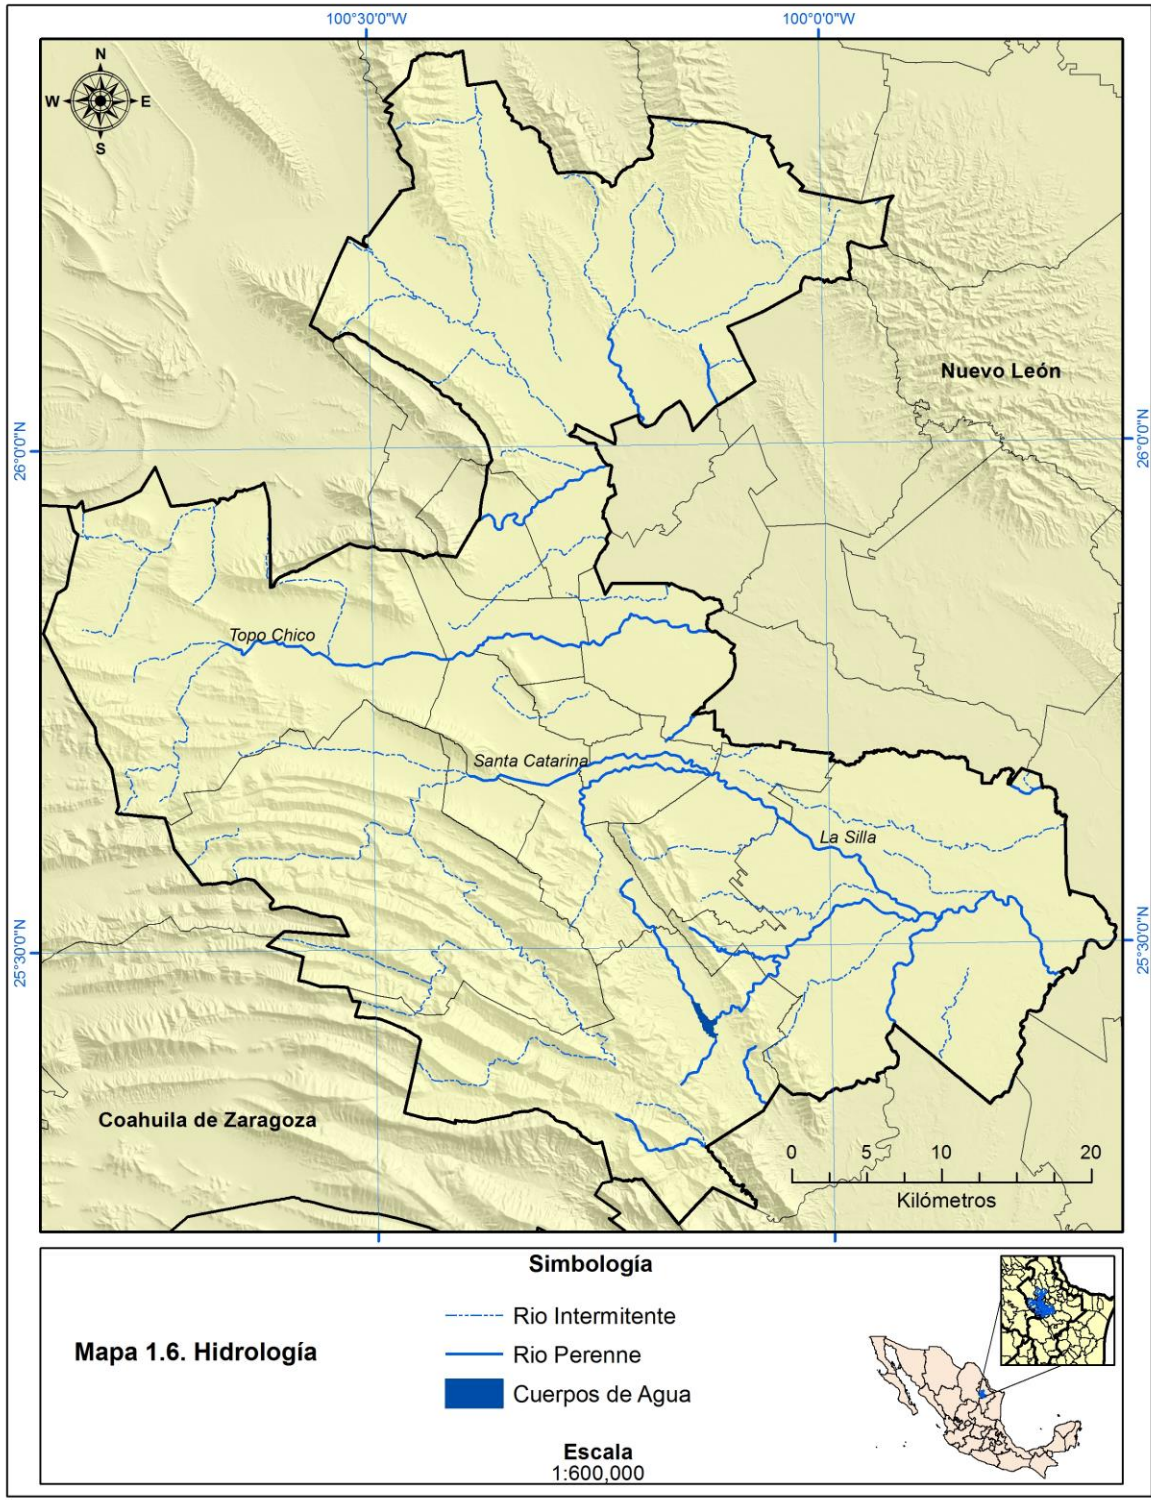 100°30'0"W 100°0'0"W
N
W E
S
Nuevo León
26°0'0"N 26°0'0"N
Topo Chico
Santa Catarina
La Silla
25°30'0"N 25°30'0"N
Coahuila de Zaragoza
0 5 10 20
Kilómetros
Simbología
Rio Intermitente
Mapa 1.6. Hidrología
Rio Perenne
Cuerpos de Agua
Escala
1:600,000